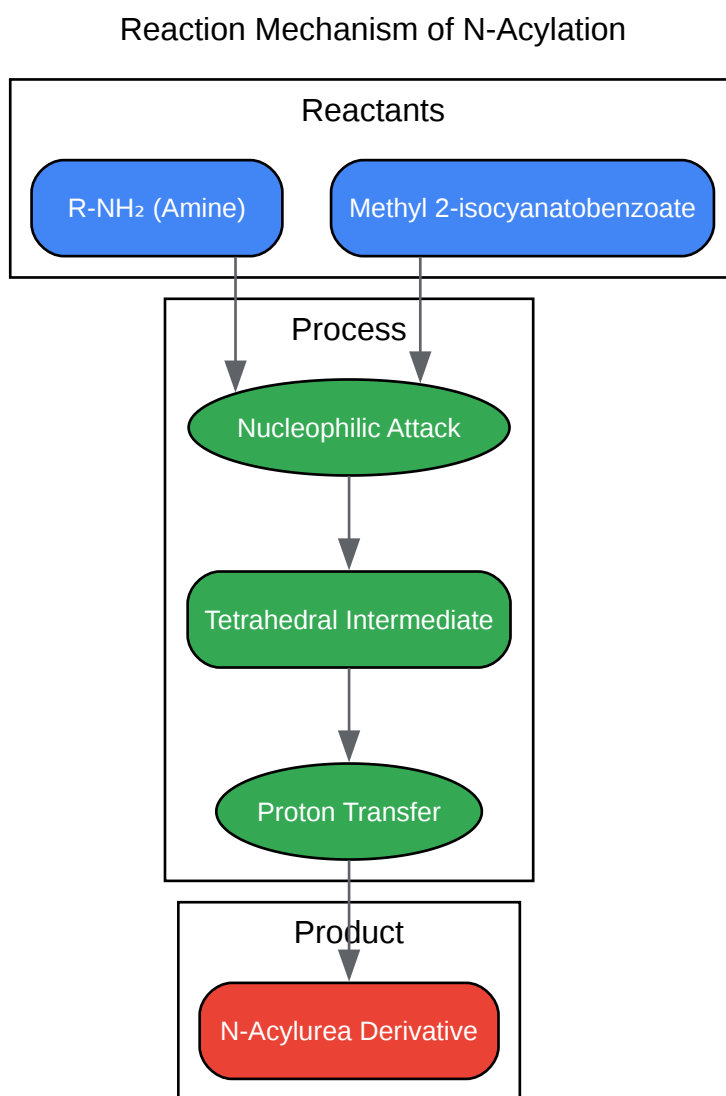 Reaction Mechanism of N-Acylation
Reactants
R-NH₂ (Amine)
Methyl 2-isocyanatobenzoate
Process
Nucleophilic Attack
Tetrahedral Intermediate
Proton Transfer
Product
N-Acylurea Derivative